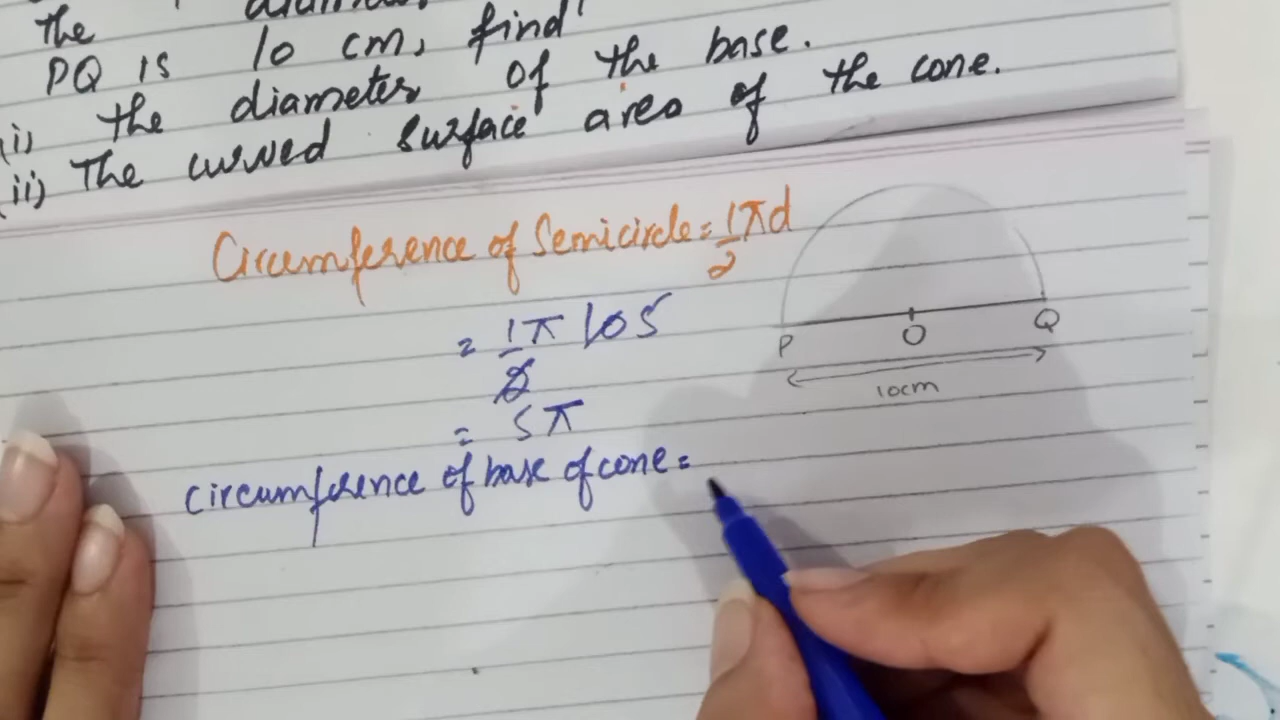 the
PQ is 10 cm, find
(i) the diameter of the base.
(ii) The curved surface area of the cone.
Circumference of Semicircle = 1/2 πd
= 1/2 π 10 5
= 5π
P O Q
10cm
circumference of base of cone =